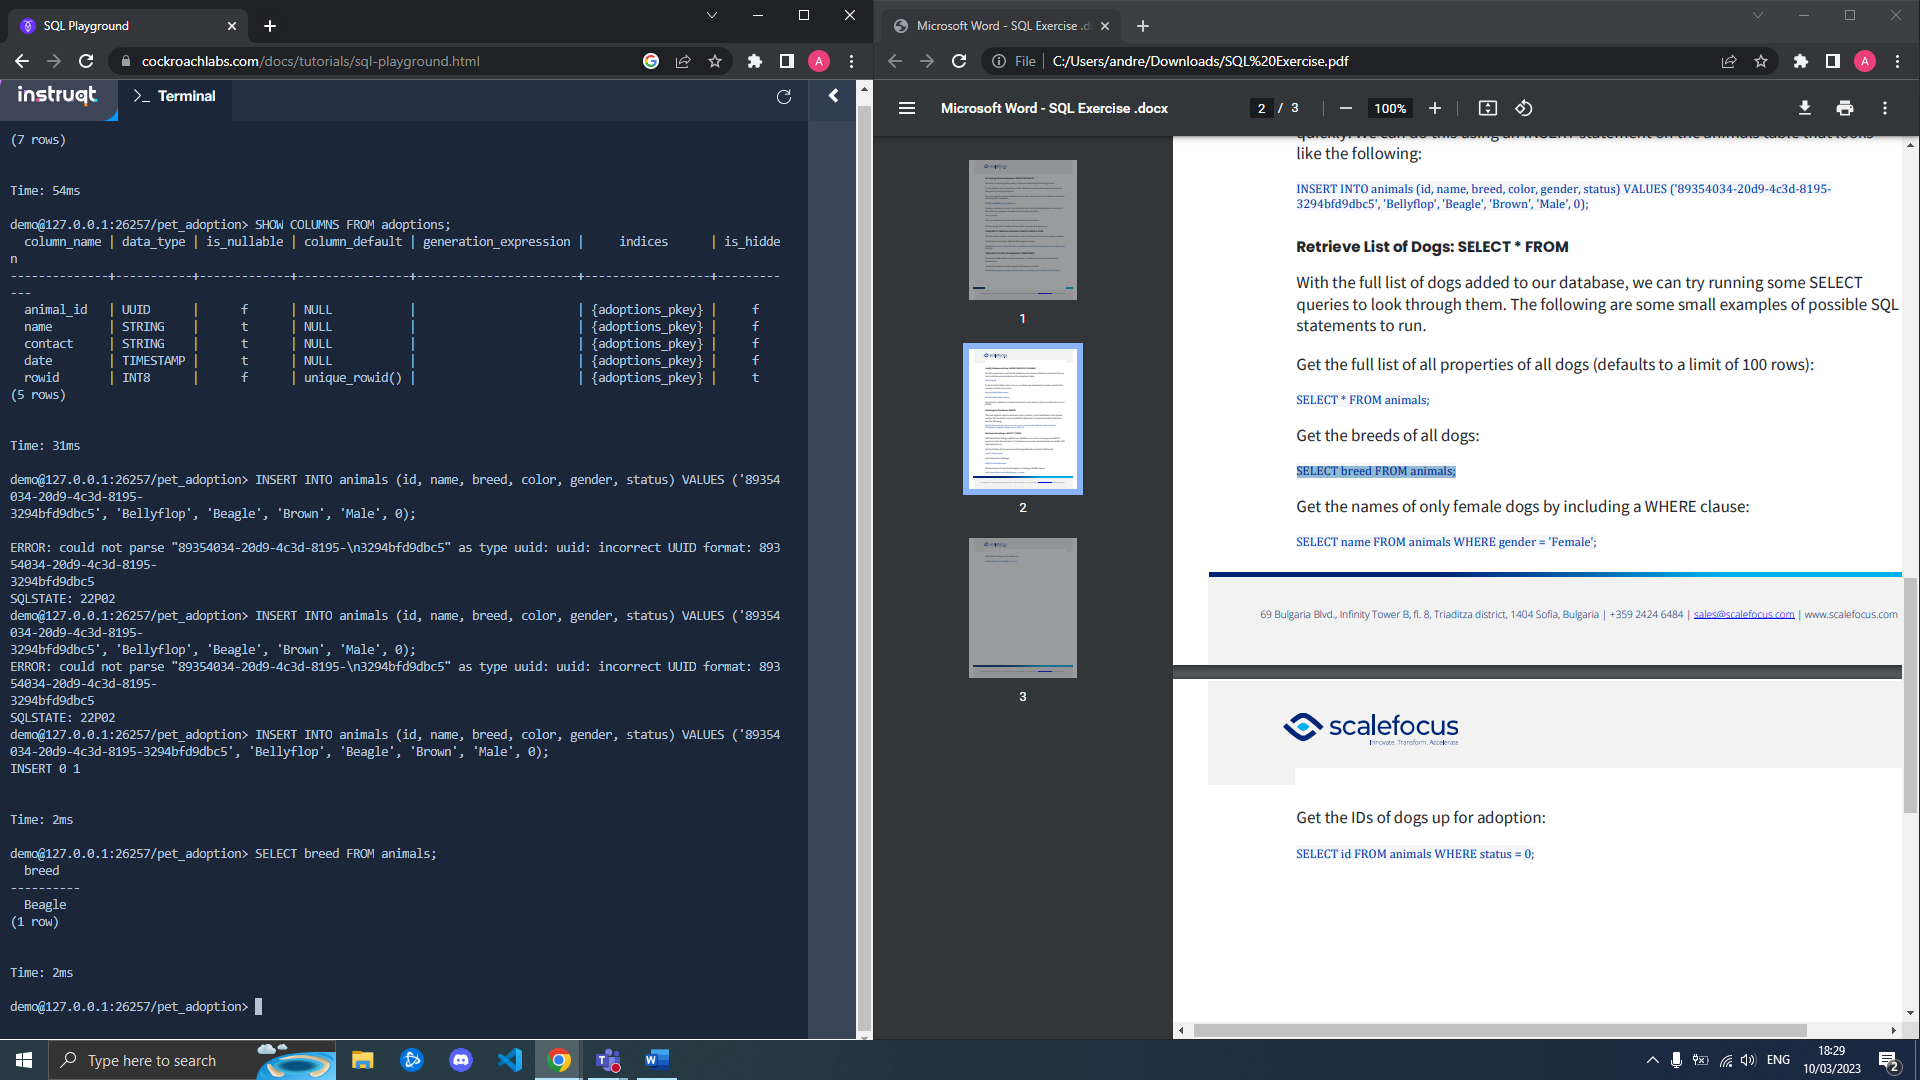 SQL Playground
cockroachlabs.com/docs/tutorials/sql-playground.html
A
instruqt
>_ Terminal
(7 rows)
Time: 54ms
demo@127.0.0.1:26257/pet_adoption> SHOW COLUMNS FROM adoptions;
column_name | data_type | is_nullable | column_default | generation_expression | indices | is_hidde
n
--------------+-----------+-------------+----------------+-----------------------+------------------+---------
---
animal_id | UUID | f | NULL | | {adoptions_pkey} | f
name | STRING | t | NULL | | {adoptions_pkey} | f
contact | STRING | t | NULL | | {adoptions_pkey} | f
date | TIMESTAMP | t | NULL | | {adoptions_pkey} | f
rowid | INT8 | f | unique_rowid() | | {adoptions_pkey} | t
(5 rows)
Time: 31ms
demo@127.0.0.1:26257/pet_adoption> INSERT INTO animals (id, name, breed, color, gender, status) VALUES ('89354
034-20d9-4c3d-8195-
3294bfd9dbc5', 'Bellyflop', 'Beagle', 'Brown', 'Male', 0);
ERROR: could not parse "89354034-20d9-4c3d-8195-\n3294bfd9dbc5" as type uuid: uuid: incorrect UUID format: 893
54034-20d9-4c3d-8195-
3294bfd9dbc5
SQLSTATE: 22P02
demo@127.0.0.1:26257/pet_adoption> INSERT INTO animals (id, name, breed, color, gender, status) VALUES ('89354
034-20d9-4c3d-8195-
3294bfd9dbc5', 'Bellyflop', 'Beagle', 'Brown', 'Male', 0);
ERROR: could not parse "89354034-20d9-4c3d-8195-\n3294bfd9dbc5" as type uuid: uuid: incorrect UUID format: 893
54034-20d9-4c3d-8195-
3294bfd9dbc5
SQLSTATE: 22P02
demo@127.0.0.1:26257/pet_adoption> INSERT INTO animals (id, name, breed, color, gender, status) VALUES ('89354
034-20d9-4c3d-8195-3294bfd9dbc5', 'Bellyflop', 'Beagle', 'Brown', 'Male', 0);
INSERT 0 1
Time: 2ms
demo@127.0.0.1:26257/pet_adoption> SELECT breed FROM animals;
breed
----------
Beagle
(1 row)
Time: 2ms
demo@127.0.0.1:26257/pet_adoption>
Microsoft Word - SQL Exercise .d
File | C:/Users/andre/Downloads/SQL%20Exercise.pdf
A
Microsoft Word - SQL Exercise .docx
2 / 3
100%
1
2
3
quickly. We can do this using an INSERT statement on the animals table that looks
like the following:
INSERT INTO animals (id, name, breed, color, gender, status) VALUES ('89354034-20d9-4c3d-8195-
3294bfd9dbc5', 'Bellyflop', 'Beagle', 'Brown', 'Male', 0);
Retrieve List of Dogs: SELECT * FROM
With the full list of dogs added to our database, we can try running some SELECT
queries to look through them. The following are some small examples of possible SQL
statements to run.
Get the full list of all properties of all dogs (defaults to a limit of 100 rows):
SELECT * FROM animals;
Get the breeds of all dogs:
SELECT breed FROM animals;
Get the names of only female dogs by including a WHERE clause:
SELECT name FROM animals WHERE gender = 'Female';
69 Bulgaria Blvd., Infinity Tower B, fl. 8, Triaditza district, 1404 Sofia, Bulgaria | +359 2424 6484 | sales@scalefocus.com | www.scalefocus.com
scalefocus
Innovate, Transform, Accelerate
Get the IDs of dogs up for adoption:
SELECT id FROM animals WHERE status = 0;
Type here to search
ENG
18:29
10/03/2023
2